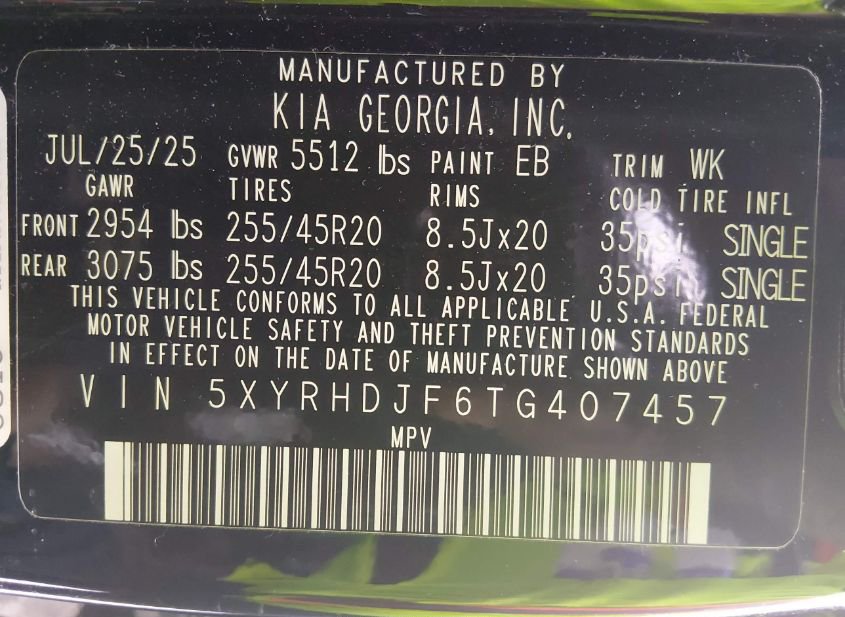 MANUFACTURED BY
KIA GEORGIA, INC.
JUL/25/25 GVWR 5512 lbs PAINT EB TRIM WK
GAWR TIRES RIMS COLD TIRE INFL
FRONT 2954 lbs 255/45R20 8.5Jx20 35psi SINGLE
REAR 3075 lbs 255/45R20 8.5Jx20 35psi SINGLE
THIS VEHICLE CONFORMS TO ALL APPLICABLE U.S.A. FEDERAL
MOTOR VEHICLE SAFETY AND THEFT PREVENTION STANDARDS
IN EFFECT ON THE DATE OF MANUFACTURE SHOWN ABOVE
VIN 5XYRHDJF6TG407457
MPV